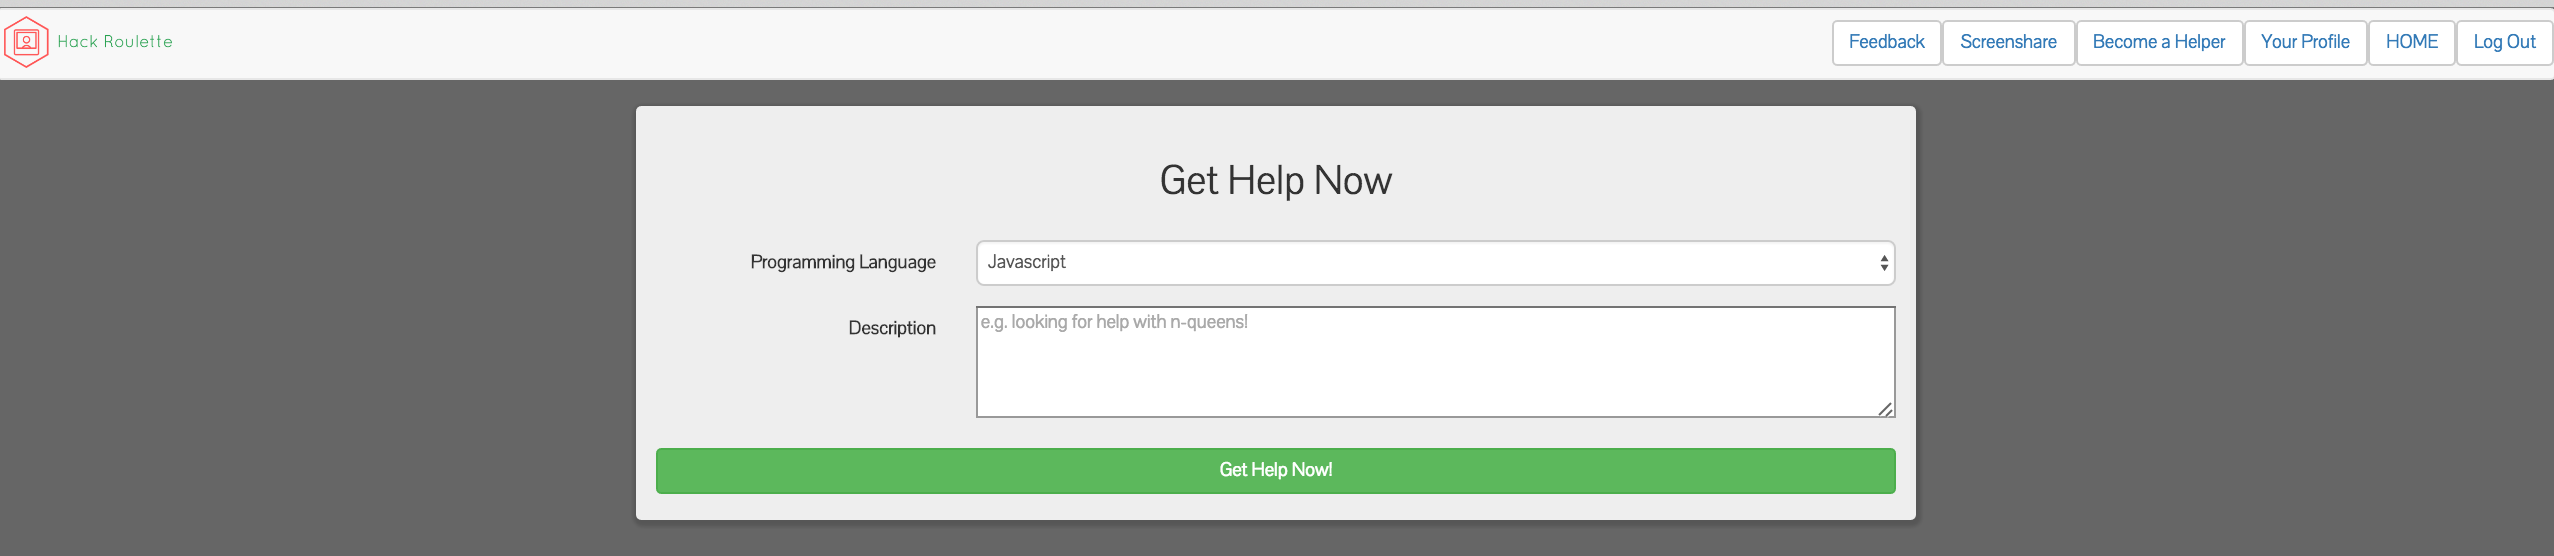 Hack Roulette
Feedback Screenshare Become a Helper Your Profile HOME Log Out
Get Help Now
Programming Language Javascript
Description e.g. looking for help with n-queens!
Get Help Now!